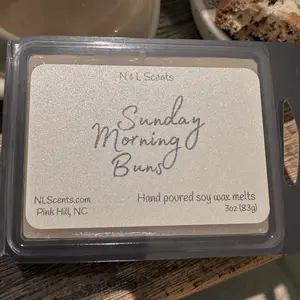 N + L Scents
Sunday
Morning
Buns
NLScents.com
Pink Hill, NC
Hand poured soy wax melts
3oz (83g)